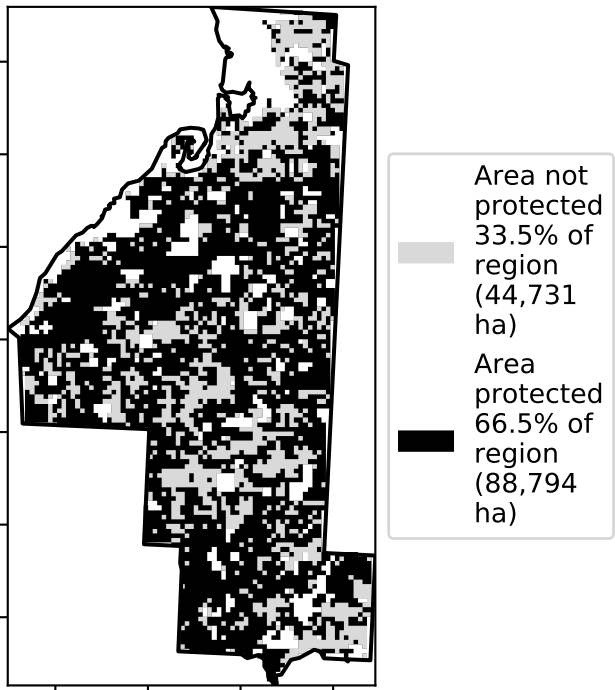 Area not
protected
33.5% of
region
(44,731
ha)
Area
protected
66.5% of
region
(88,794
ha)